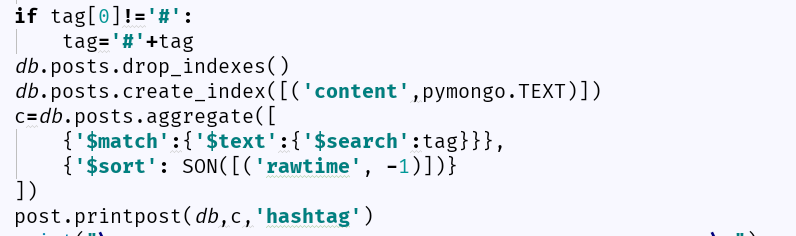 if tag[0]!='#':
    tag='#'+tag
db.posts.drop_indexes()
db.posts.create_index([('content',pymongo.TEXT)])
c=db.posts.aggregate([
    {'$match':{'$text':{'$search':tag}}},
    {'$sort': SON([('rawtime', -1)])}
])
post.printpost(db,c,'hashtag')